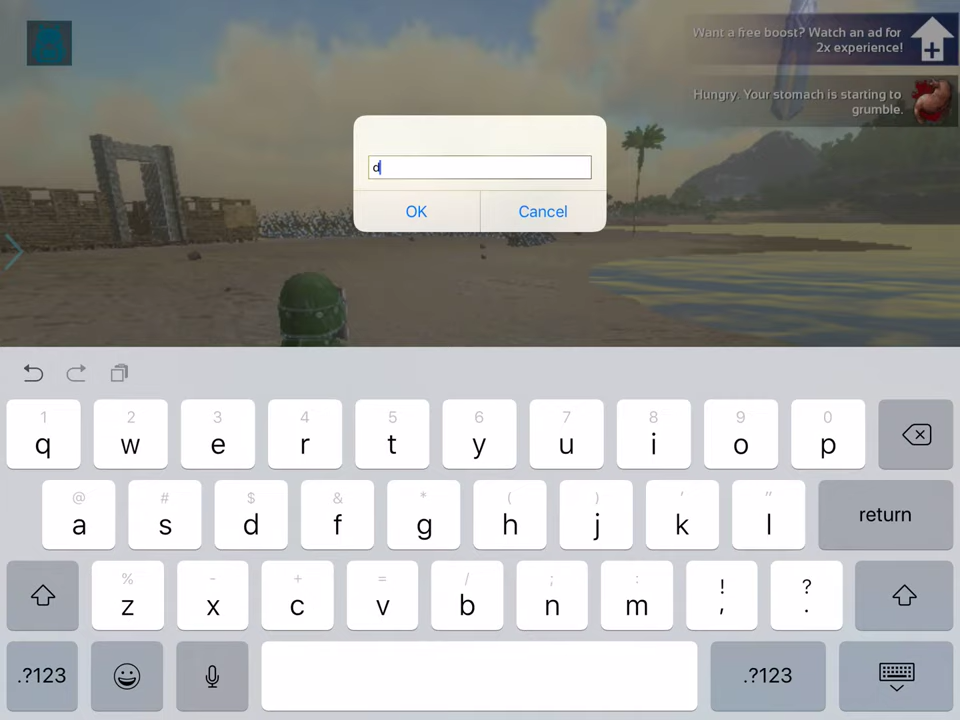 Want a free boost? Watch an ad for
2x experience!
Hungry. Your stomach is starting to
grumble.
d
OK Cancel
1 2 3 4 5 6 7 8 9 0
q w e r t y u i o p
@ # $ & * ( ) ' "
a s d f g h j k l return
% - + = / ; : ! ?
z x c v b n m , .
.?123 .?123